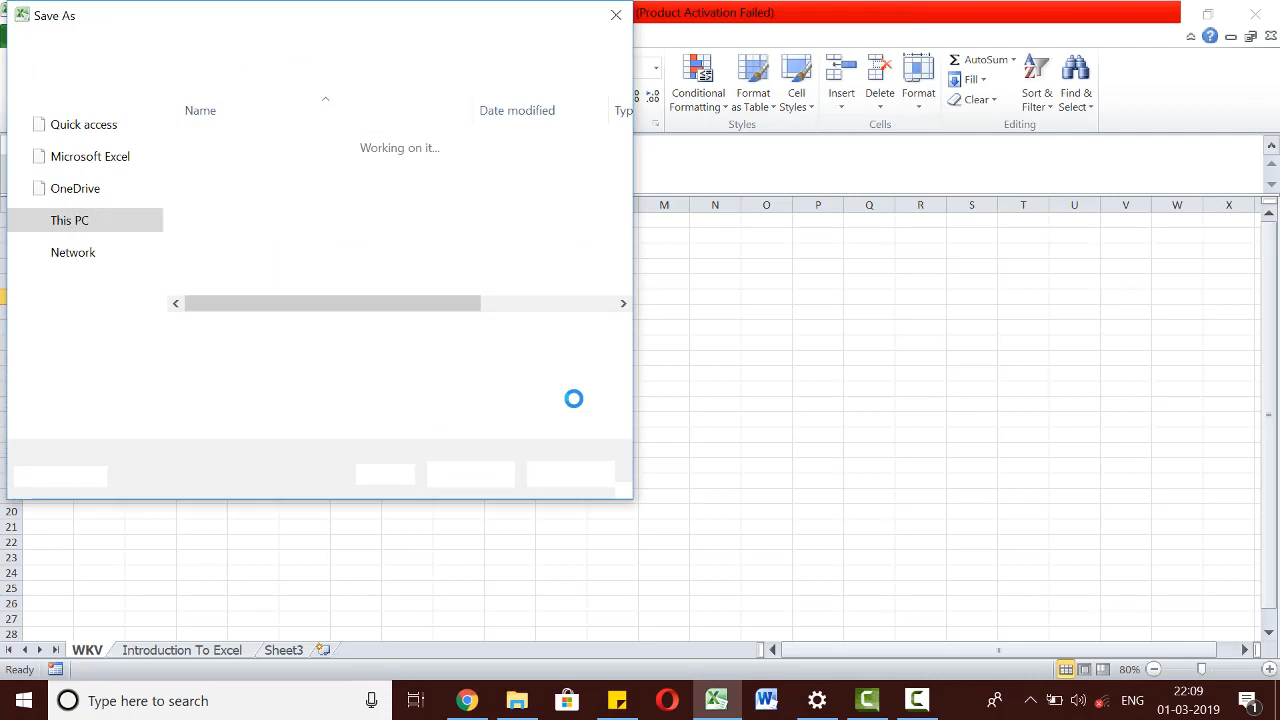 Save As
(Product Activation Failed)
Name
Date modified
Typ
Working on it...
Quick access
Microsoft Excel
OneDrive
This PC
Network
Conditional Formatting
Format as Table
Cell Styles
Styles
Insert
Delete
Format
Cells
AutoSum
Fill
Clear
Sort & Filter
Find & Select
Editing
M N O P Q R S T U V W X
20
21
22
23
24
25
26
27
28
WKV
Introduction To Excel
Sheet3
Ready
80%
Type here to search
ENG
22:09
01-03-2019
1